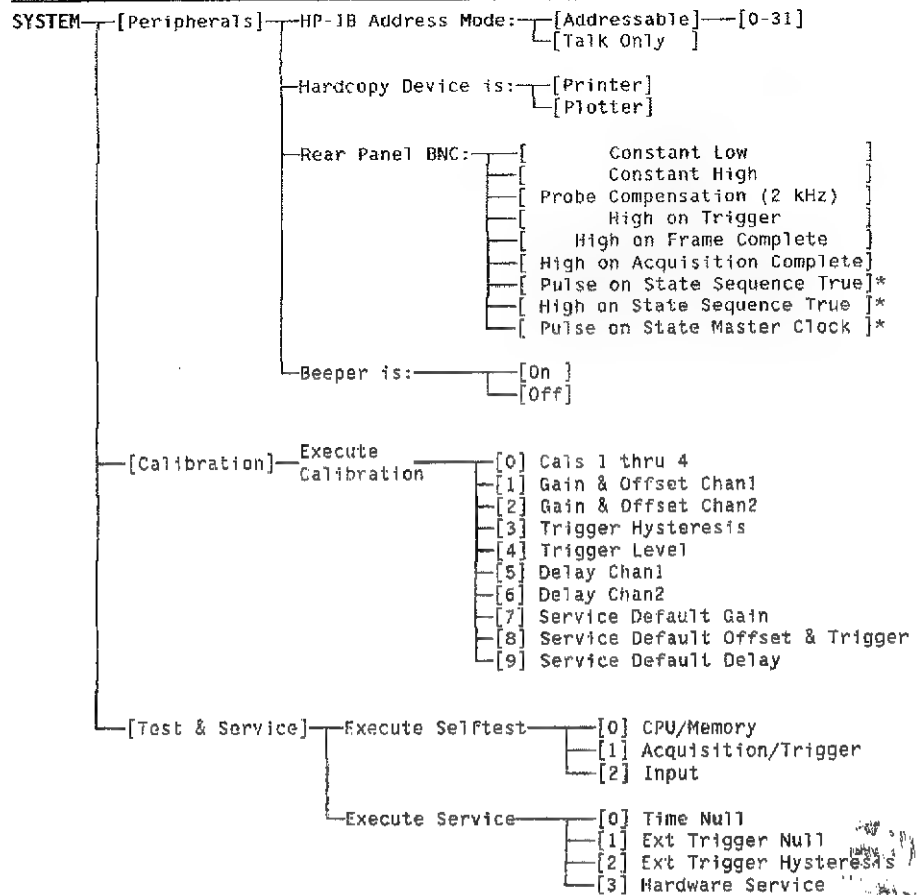 SYSTEM [Peripherals] HP-IB Address Mode: [Addressable] [0-31]
[Talk Only ]
Hardcopy Device is: [Printer]
[Plotter]
Rear Panel BNC: [ Constant Low ]
[ Constant High ]
[ Probe Compensation (2 kHz) ]
[ High on Trigger ]
[ High on Frame Complete ]
[ High on Acquisition Complete]
[ Pulse on State Sequence True]*
[ High on State Sequence True ]*
[ Pulse on State Master Clock ]*
Beeper is: [On ]
[Off]
[Calibration] Execute
Calibration [0] Cals 1 thru 4
[1] Gain & Offset Chan1
[2] Gain & Offset Chan2
[3] Trigger Hysteresis
[4] Trigger Level
[5] Delay Chan1
[6] Delay Chan2
[7] Service Default Gain
[8] Service Default Offset & Trigger
[9] Service Default Delay
[Test & Service] Execute Selftest [0] CPU/Memory
[1] Acquisition/Trigger
[2] Input
Execute Service [0] Time Null
[1] Ext Trigger Null
[2] Ext Trigger Hysteresis
[3] Hardware Service